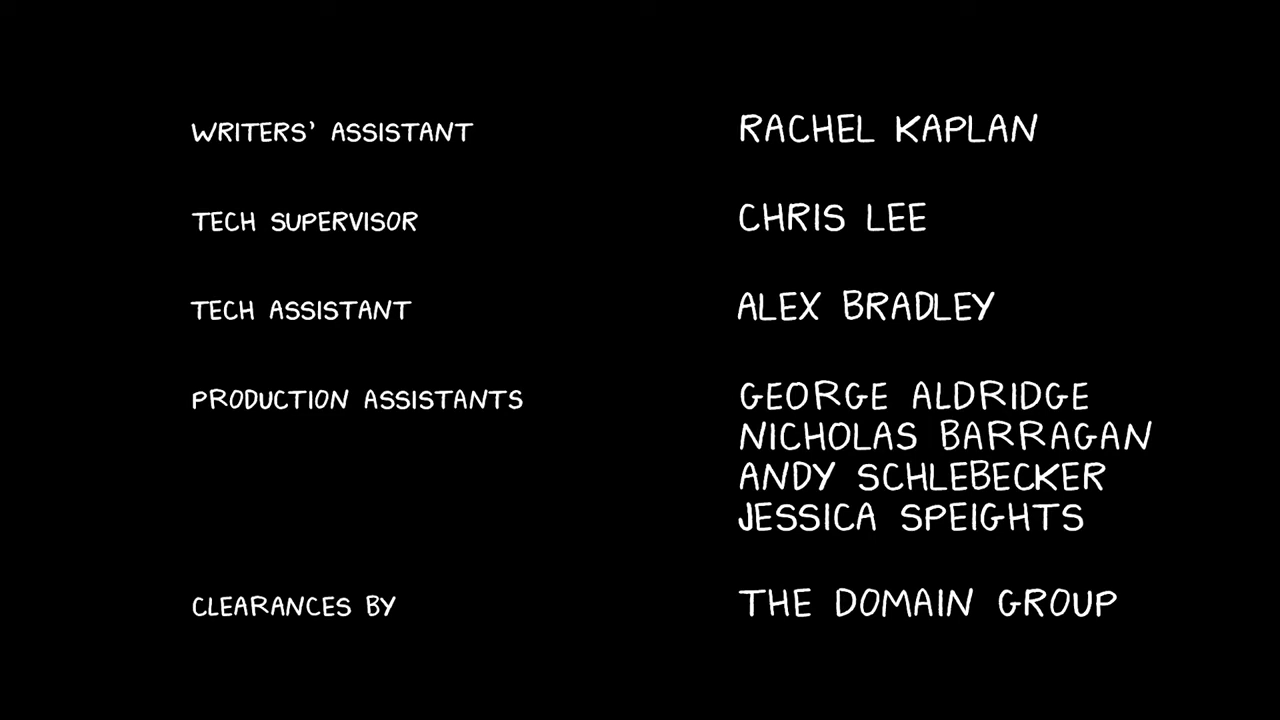 WRITERS' ASSISTANT RACHEL KAPLAN
TECH SUPERVISOR CHRIS LEE
TECH ASSISTANT ALEX BRADLEY
PRODUCTION ASSISTANTS GEORGE ALDRIDGE
NICHOLAS BARRAGAN
ANDY SCHLEBECKER
JESSICA SPEIGHTS
CLEARANCES BY THE DOMAIN GROUP